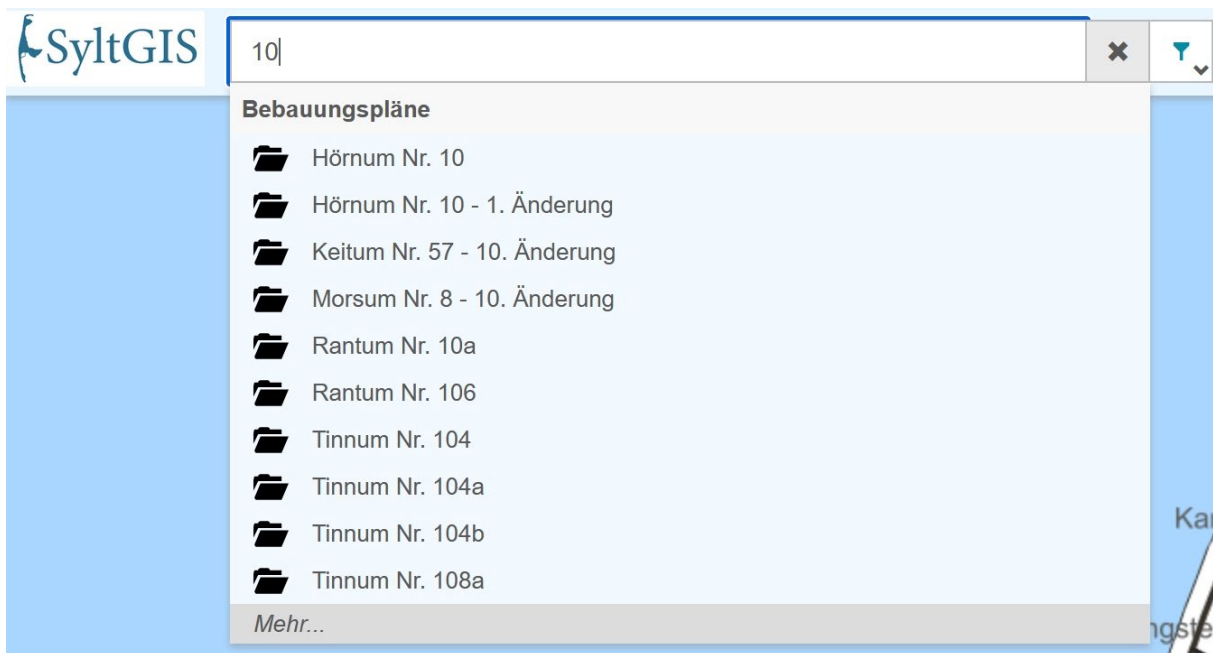 SyltGIS
10
Bebauungspläne
Hörnum Nr. 10
Hörnum Nr. 10 - 1. Änderung
Keitum Nr. 57 - 10. Änderung
Morsum Nr. 8 - 10. Änderung
Rantum Nr. 10a
Rantum Nr. 106
Tinnum Nr. 104
Tinnum Nr. 104a
Tinnum Nr. 104b
Tinnum Nr. 108a
Mehr...